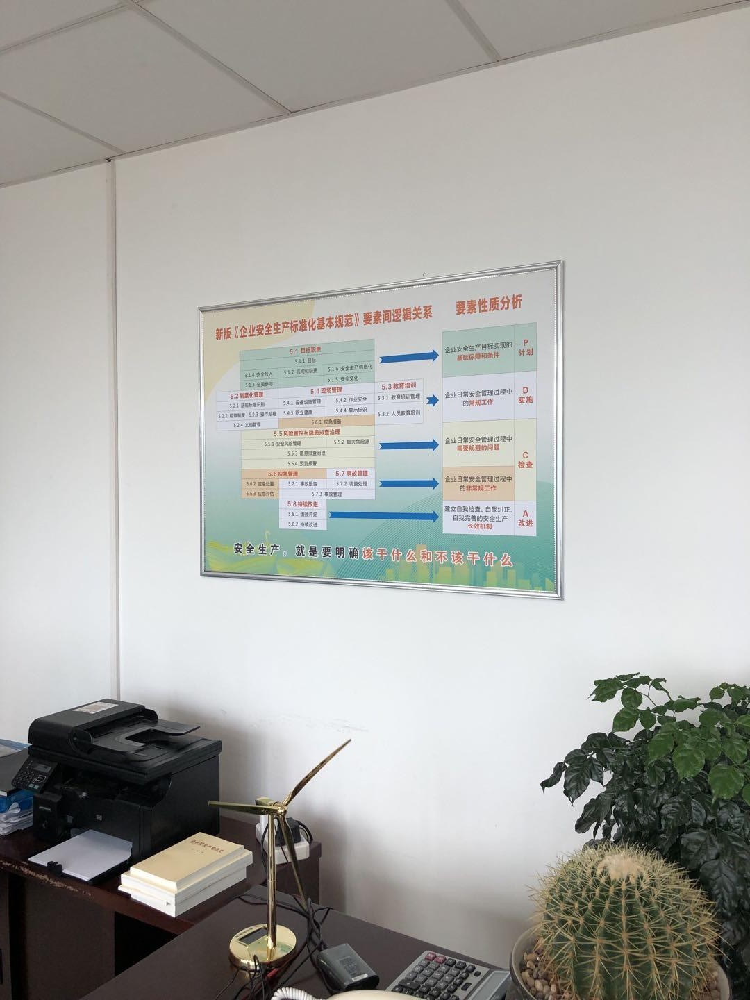 新版《企业安全生产标准化基本规范》要素间逻辑关系
要素性质分析
5.1 目标职责
5.1.1 目标
5.1.4 安全投入
5.1.2 机构和职责
5.1.6 安全生产信息化
5.1.3 全员参与
5.1.5 安全文化
5.2 制度化管理
5.4 现场管理
5.3 教育培训
5.2.1 法规标准识别
5.4.1 设备设施管理
5.4.2 作业安全
5.3.1 教育培训管理
5.2.2 规章制度
5.2.3 操作规程
5.4.3 职业健康
5.4.4 警示标识
5.3.2 人员教育培训
5.2.4 文档管理
5.6.1 应急准备
5.5 风险管控与隐患排查治理
5.5.1 安全风险管理
5.5.2 重大危险源
5.5.3 隐患排查治理
5.5.4 预测预警
5.6 应急管理
5.7 事故管理
5.6.2 应急处置
5.7.1 事故报告
5.7.2 调查处理
5.6.3 应急评估
5.7.3 事故管理
5.8 持续改进
5.8.1 绩效评定
5.8.2 持续改进
企业安全生产目标实现的
基础保障和条件
P
计划
企业日常安全管理过程中
的常规工作
D
实施
企业日常安全管理过程中
需要规避的问题
企业日常安全管理过程中
的非常规工作
C
检查
建立自我检查、自我纠正、
自我完善的安全生产
长效机制
A
改进
安全生产，就是要明确该干什么和不该干什么